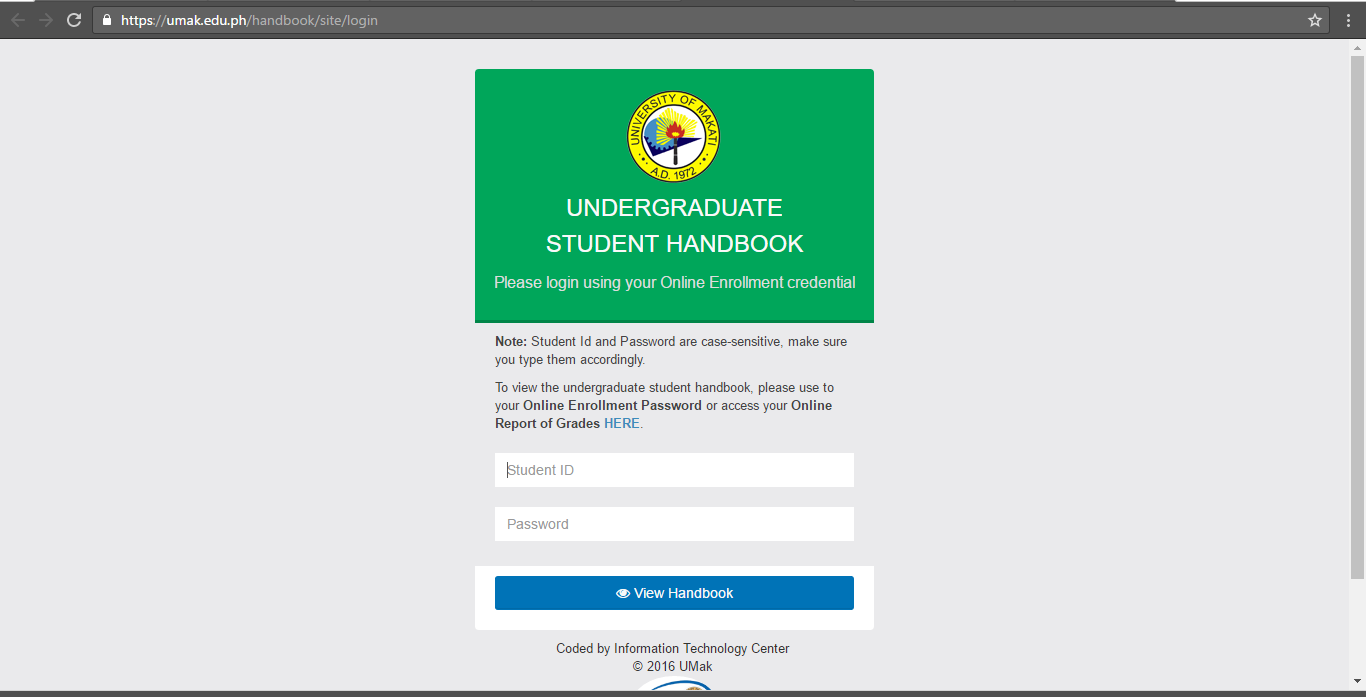 https://umak.edu.ph/handbook/site/login
UNIVERSITY OF MAKATI
A.D. 1972
UNDERGRADUATE
STUDENT HANDBOOK
Please login using your Online Enrollment credential
Note: Student Id and Password are case-sensitive, make sure
you type them accordingly.
To view the undergraduate student handbook, please use to
your Online Enrollment Password or access your Online
Report of Grades HERE.
Student ID
Password
View Handbook
Coded by Information Technology Center
© 2016 UMak